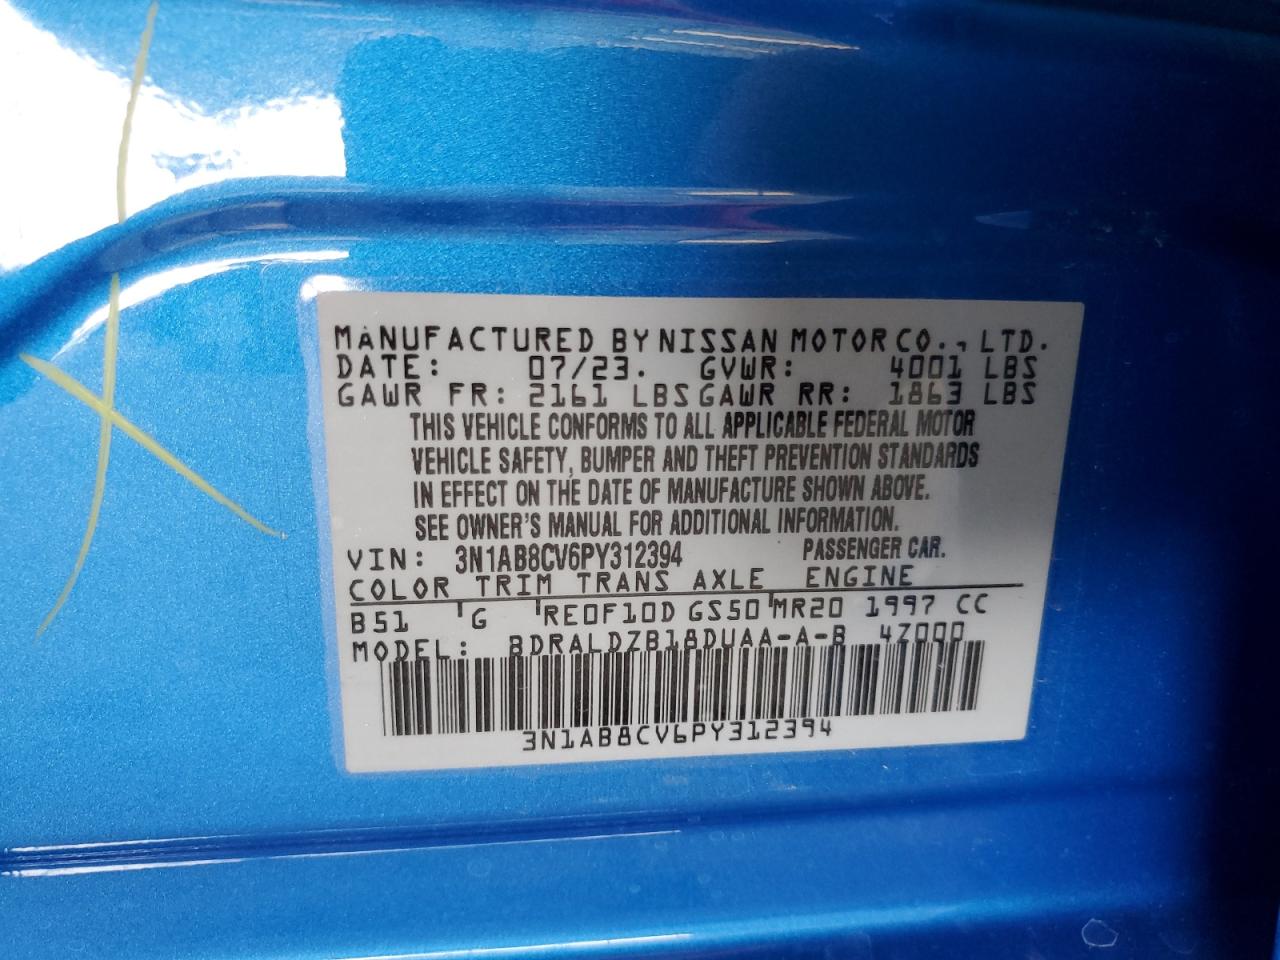 MANUFACTURED BY NISSAN MOTOR CO., LTD.
DATE: 07/23. GVWR: 4001 LBS
GAWR FR: 2161 LBS GAWR RR: 1863 LBS
THIS VEHICLE CONFORMS TO ALL APPLICABLE FEDERAL MOTOR
VEHICLE SAFETY, BUMPER AND THEFT PREVENTION STANDARDS
IN EFFECT ON THE DATE OF MANUFACTURE SHOWN ABOVE.
SEE OWNER'S MANUAL FOR ADDITIONAL INFORMATION.
VIN: 3N1AB8CV6PY312394 PASSENGER CAR.
COLOR TRIM TRANS AXLE ENGINE
B51 G RE0F10D GS50 MR20 1997 CC
MODEL: BDRALDZB18DUAA-A-B 4Z000
3N1AB8CV6PY312394